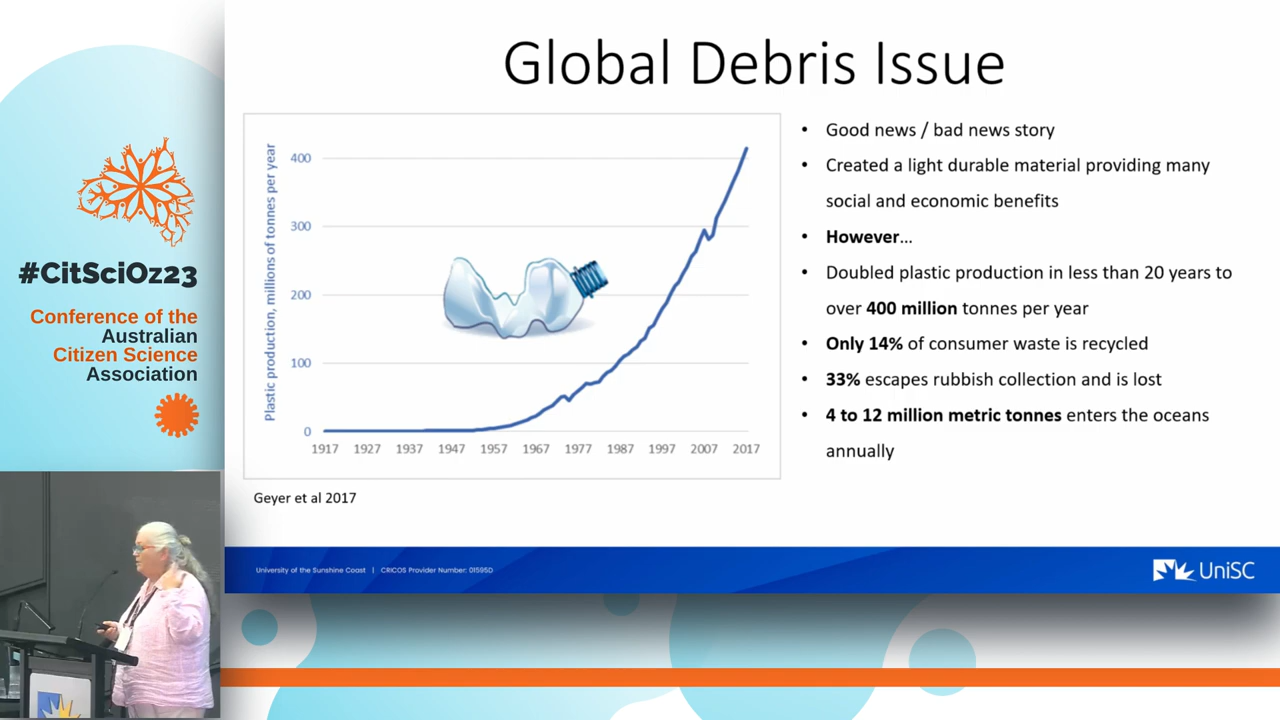 Global Debris Issue
#CitSciOz23
Conference of the
Australian
Citizen Science
Association
Plastic production, millions of tonnes per year
400
300
200
100
0
1917 1927 1937 1947 1957 1967 1977 1987 1997 2007 2017
Geyer et al 2017
• Good news / bad news story
• Created a light durable material providing many
social and economic benefits
• However...
• Doubled plastic production in less than 20 years to
over 400 million tonnes per year
• Only 14% of consumer waste is recycled
• 33% escapes rubbish collection and is lost
• 4 to 12 million metric tonnes enters the oceans
annually
University of the Sunshine Coast | CRICOS Provider Number: 01595D
UniSC